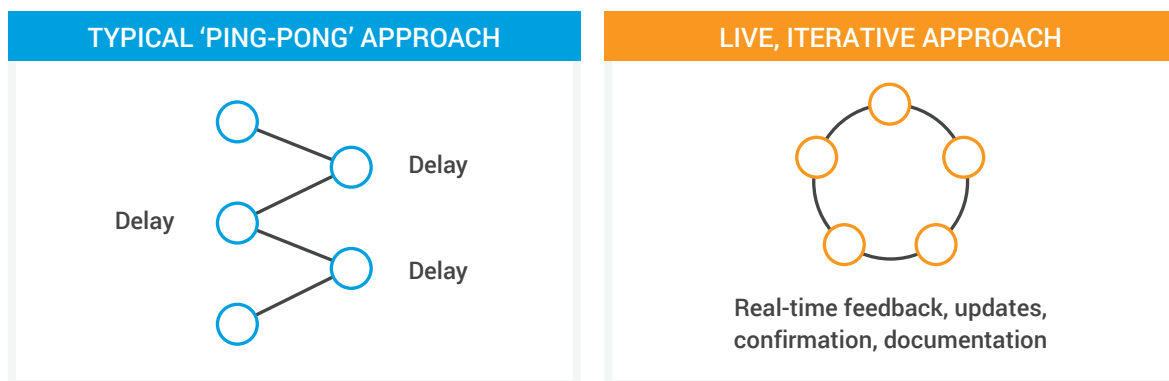 TYPICAL ‘PING-PONG’ APPROACH
Delay
Delay
Delay
LIVE, ITERATIVE APPROACH
Real-time feedback, updates,
confirmation, documentation